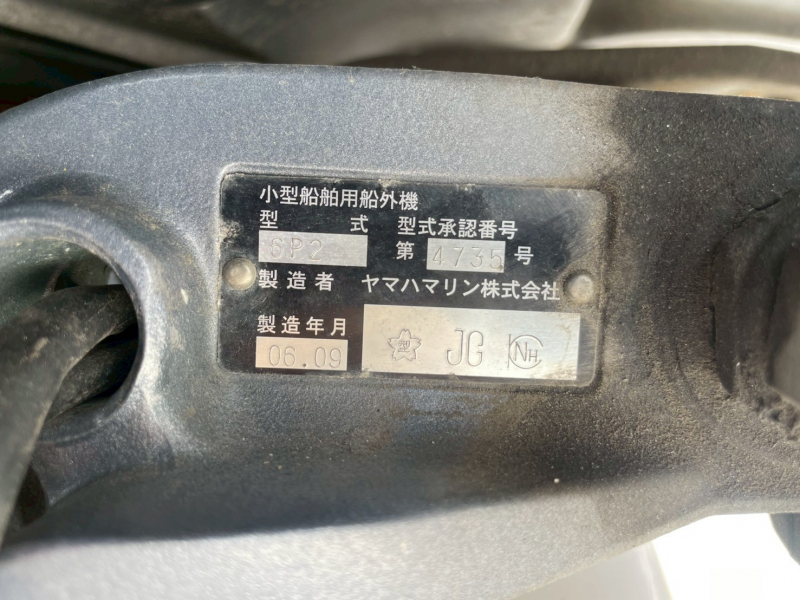 小型船舶用船外機
型 式 型式承認番号
6P2 第 4735 号
製造者 ヤマハマリン株式会社
製造年月
06.09 型 JG NH